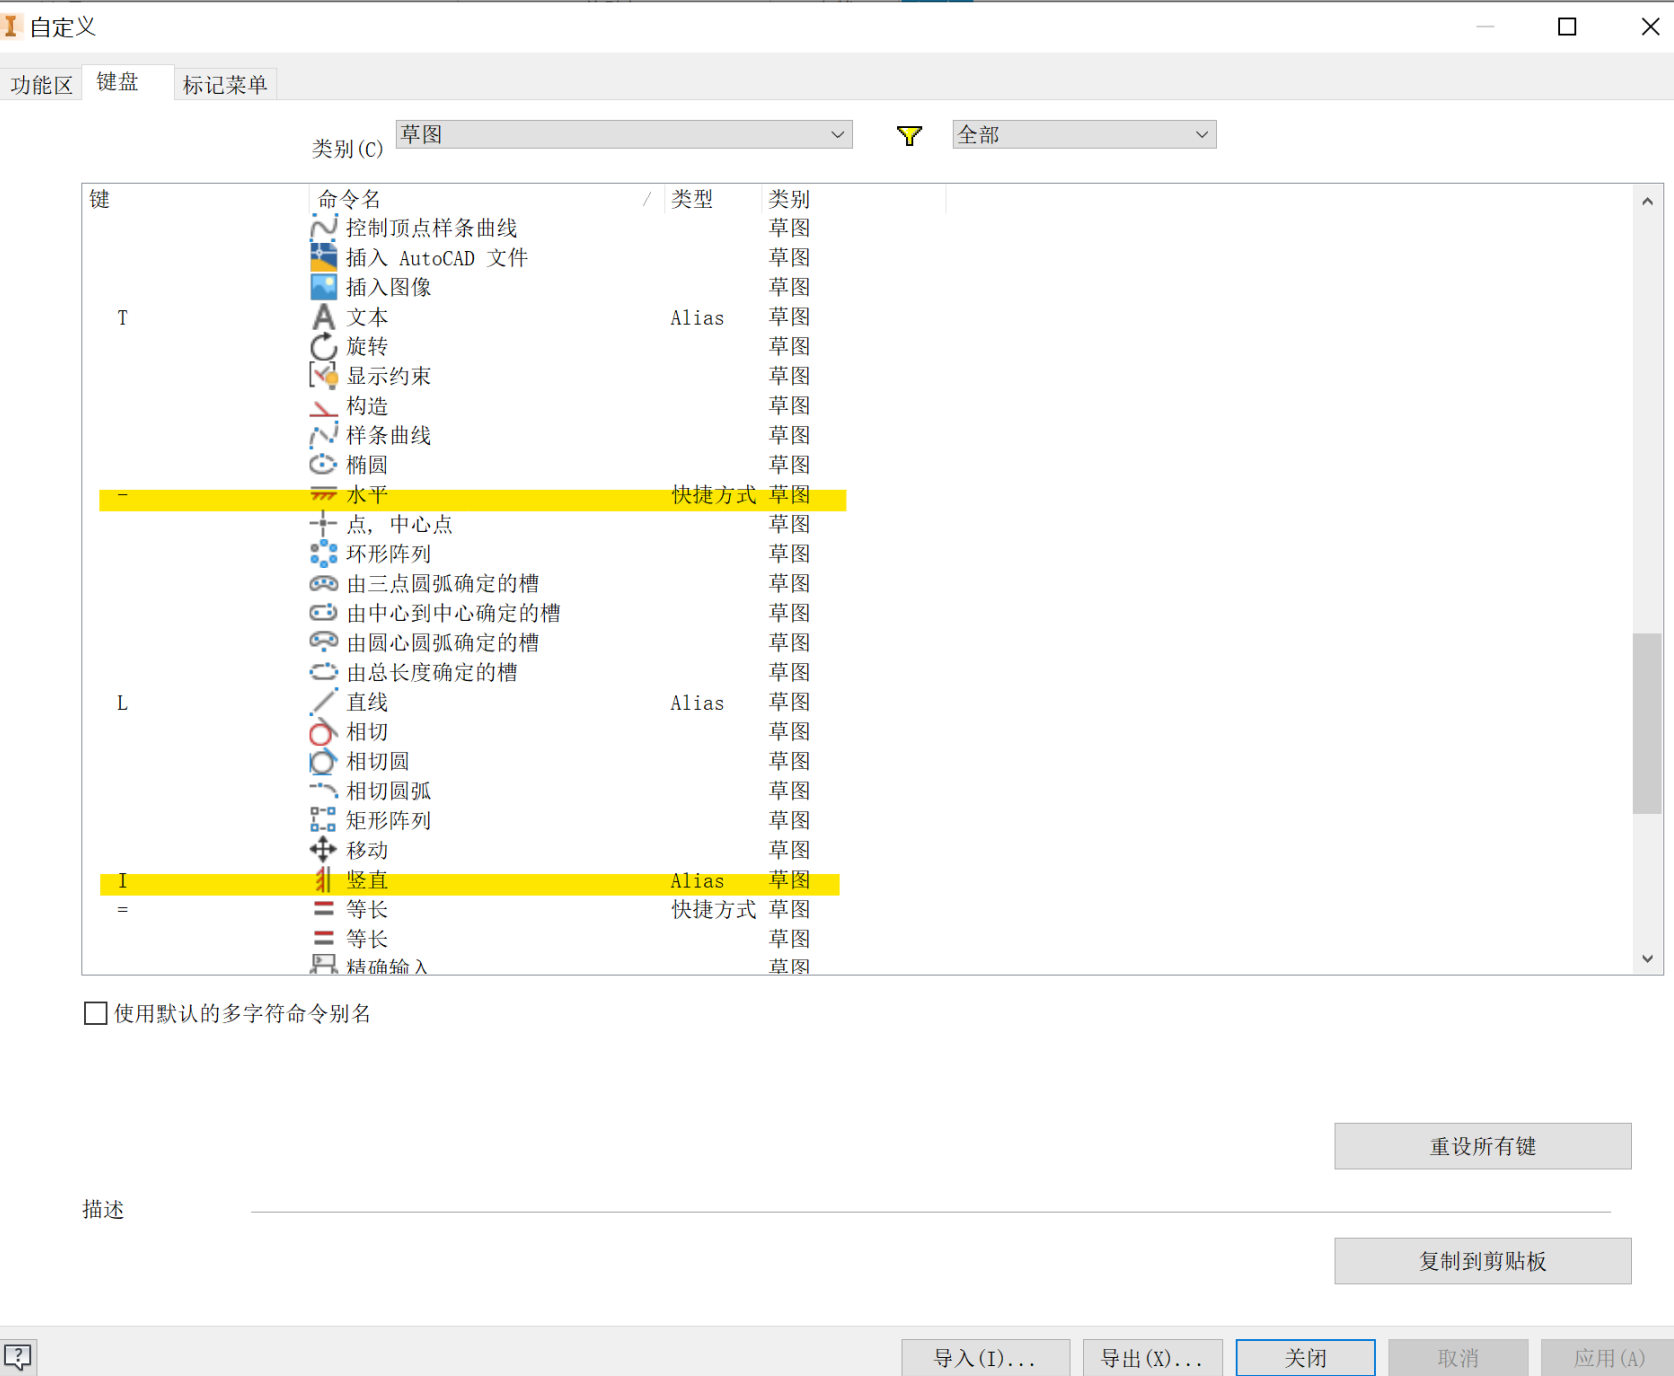 自定义
功能区 键盘 标记菜单
类别(C) 草图 全部
键 命令名 / 类型 类别
控制顶点样条曲线 草图
插入 AutoCAD 文件 草图
插入图像 草图
T 文本 Alias 草图
旋转 草图
显示约束 草图
构造 草图
样条曲线 草图
椭圆 草图
- 水平 快捷方式 草图
点, 中心点 草图
环形阵列 草图
由三点圆弧确定的槽 草图
由中心到中心确定的槽 草图
由圆心圆弧确定的槽 草图
由总长度确定的槽 草图
L 直线 Alias 草图
相切 草图
相切圆 草图
相切圆弧 草图
矩形阵列 草图
移动 草图
I 竖直 Alias 草图
= 等长 快捷方式 草图
等长 草图
精确输入 草图
使用默认的多字符命令别名
重设所有键
描述
复制到剪贴板
导入(I)... 导出(X)... 关闭 取消 应用(A)